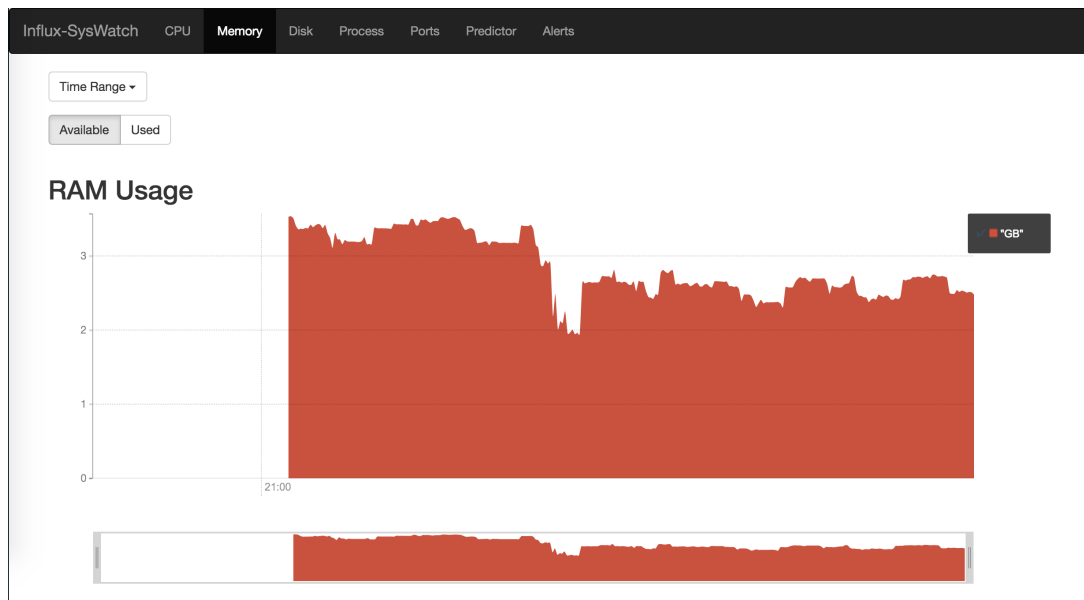 Influx-SysWatch CPU Memory Disk Process Ports Predictor Alerts
Time Range
Available Used
RAM Usage
"GB"
3
2
1
0
21:00